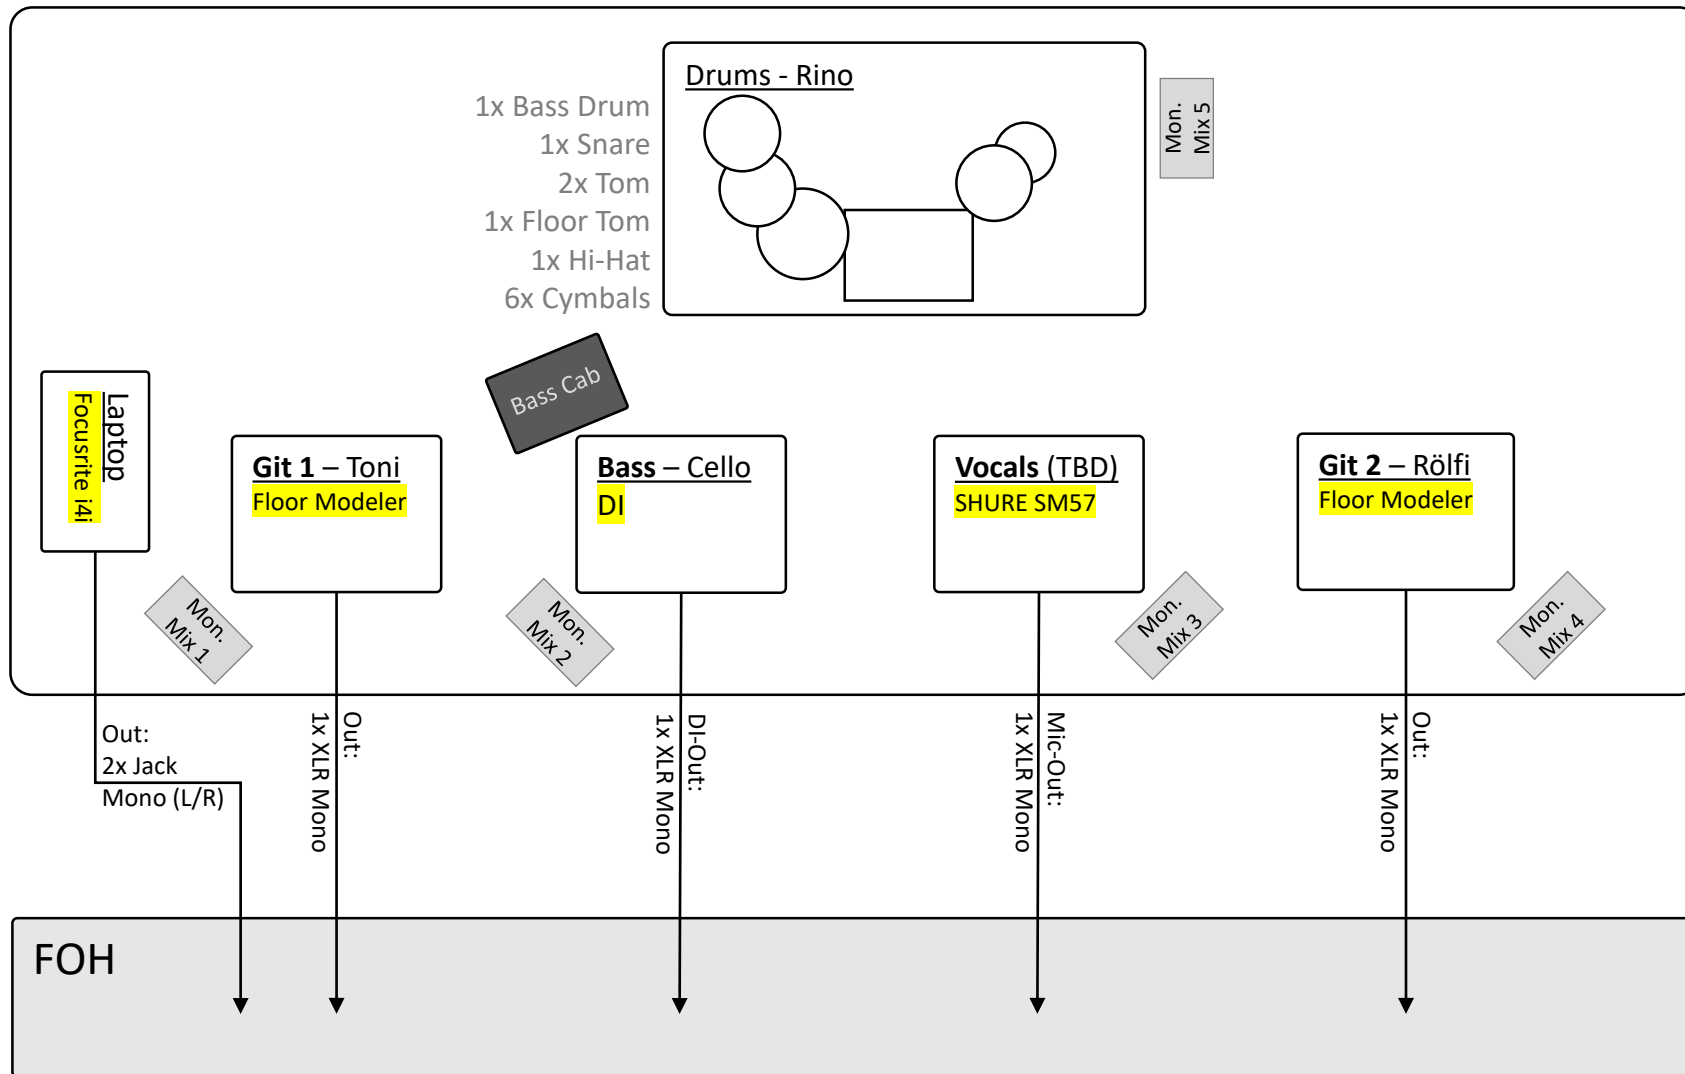 Drums - Rino
1x Bass Drum
1x Snare
2x Tom
1x Floor Tom
1x Hi-Hat
6x Cymbals
Mon.
Mix 5
Bass Cab
Laptop
Focusrite i4i
Git 1 – Toni
Floor Modeler
Bass – Cello
DI
Vocals (TBD)
SHURE SM57
Git 2 – Rölfi
Floor Modeler
Mon.
Mix 1
Mon.
Mix 2
Mon.
Mix 3
Mon.
Mix 4
Out:
2x Jack
Mono (L/R)
Out:
1x XLR Mono
DI-Out:
1x XLR Mono
Mic-Out:
1x XLR Mono
Out:
1x XLR Mono
FOH